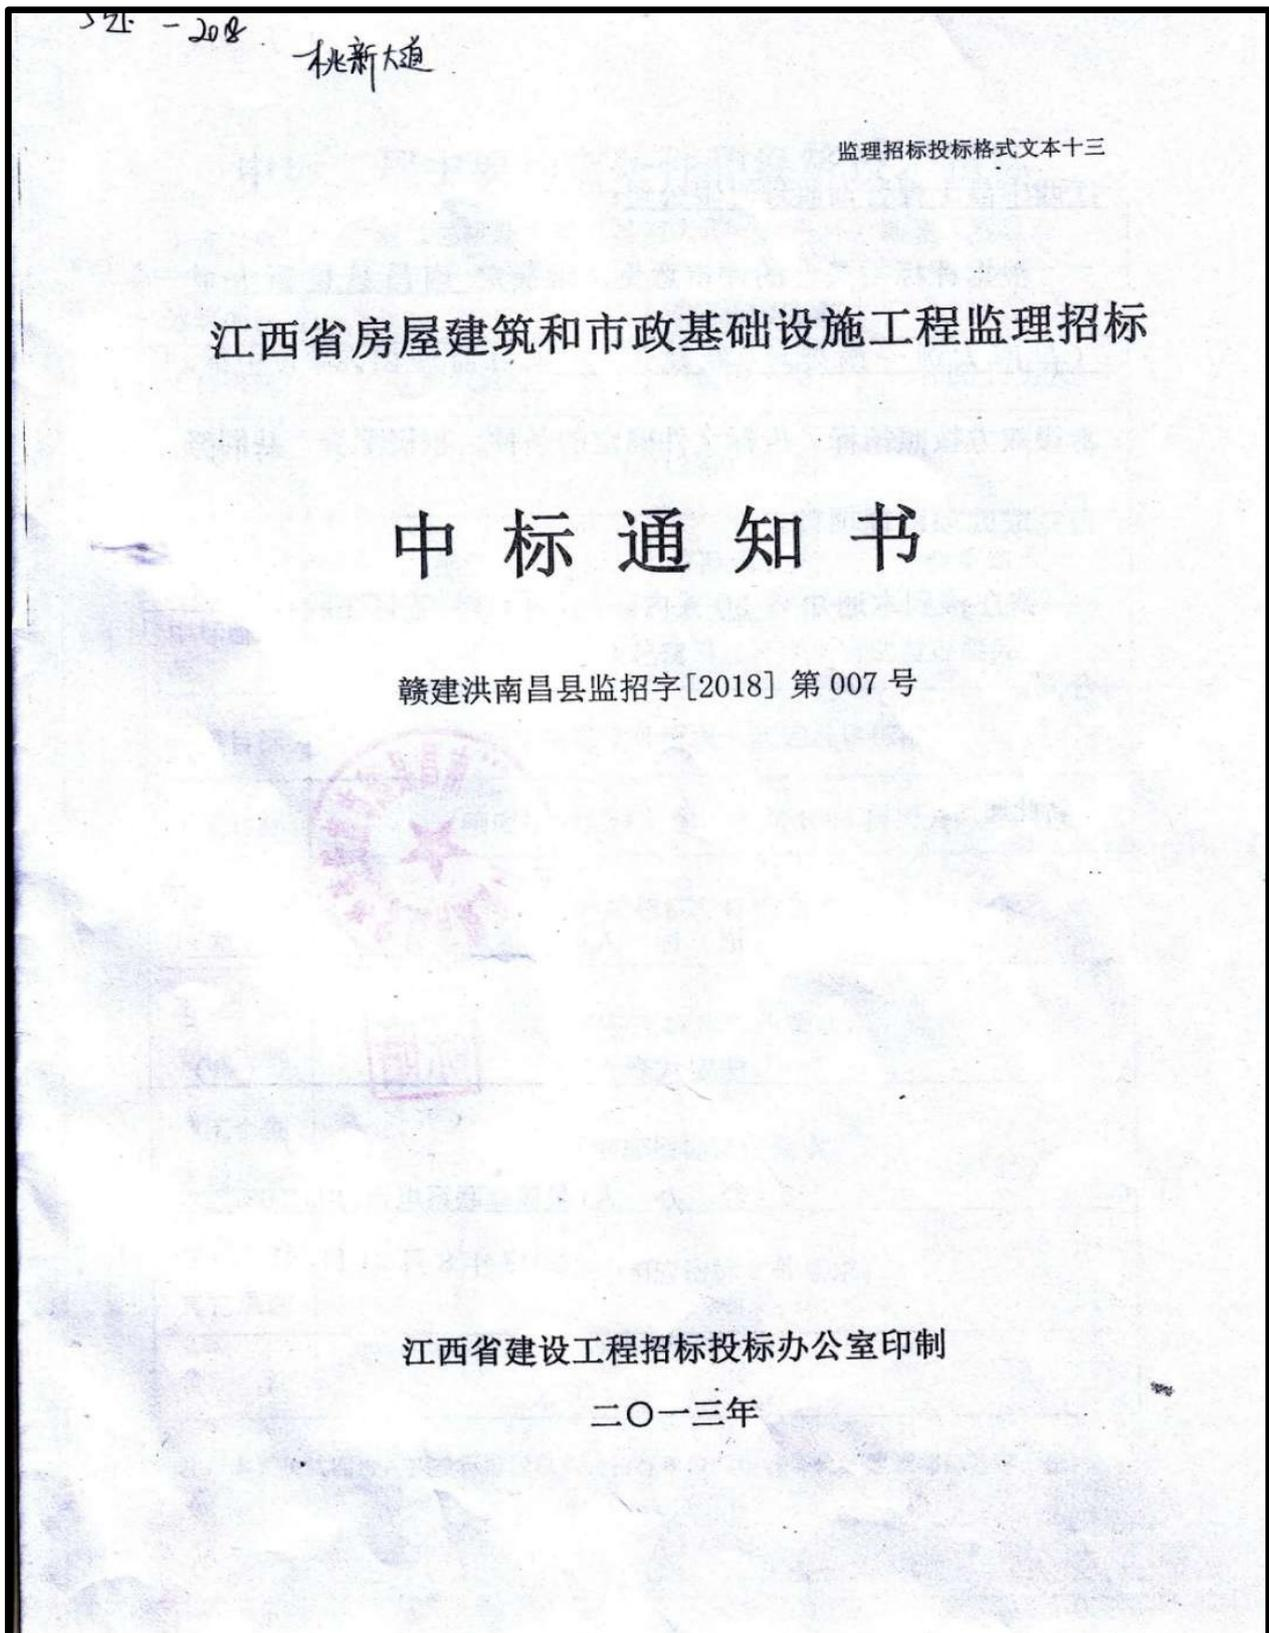 -208
桃新大道
监理招标投标格式文本十三
江西省房屋建筑和市政基础设施工程监理招标
中标通知书
赣建洪南昌县监招字[2018]第007号
江西省建设工程招标投标办公室印制
二〇一三年